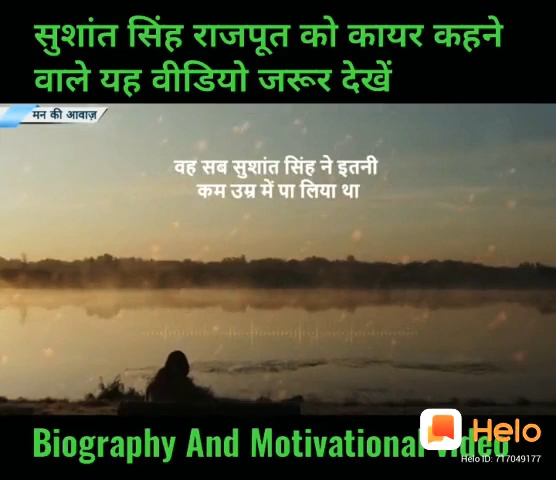 सुशांत सिंह राजपूत को कायर कहने
वाले यह वीडियो जरूर देखें
मन की आवाज़
वह सब सुशांत सिंह ने इतनी
कम उम्र में पा लिया था
Biography And Motivational Video
Helo
Helo ID: 717049177